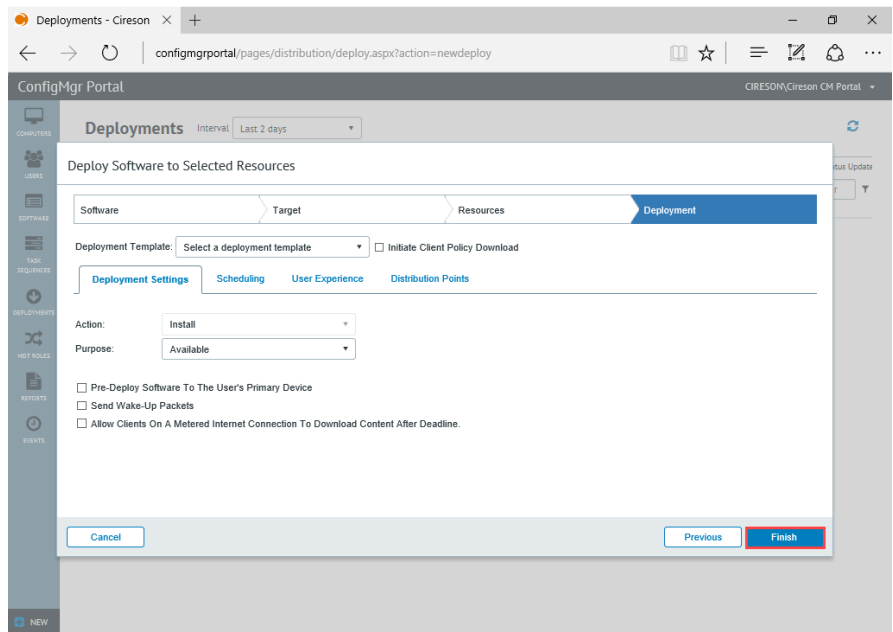 Deployments - Cireson
configmgrportal/pages/distribution/deploy.aspx?action=newdeploy
ConfigMgr Portal
CIRESON\Cireson CM Portal
COMPUTERS
USERS
SOFTWARE
TASK
SEQUENCES
DEPLOYMENTS
MDT ROLES
REPORTS
EVENTS
NEW
Deployments Interval Last 2 days
tus Update
r
Deploy Software to Selected Resources
Software Target Resources Deployment
Deployment Template: Select a deployment template Initiate Client Policy Download
Deployment Settings Scheduling User Experience Distribution Points
Action: Install
Purpose: Available
Pre-Deploy Software To The User's Primary Device
Send Wake-Up Packets
Allow Clients On A Metered Internet Connection To Download Content After Deadline.
Cancel Previous Finish